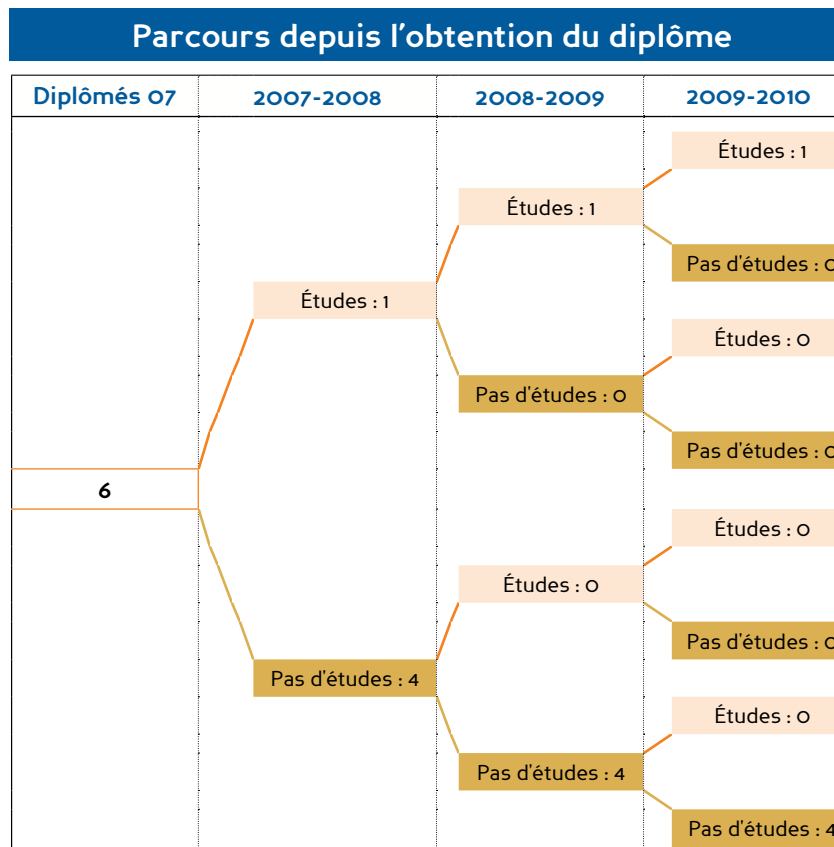 Parcours depuis l'obtention du diplôme
Diplômés 07 2007-2008 2008-2009 2009-2010
Études : 1
Études : 1
Pas d'études : 0
Études : 1
Études : 0
Pas d'études : 0
Pas d'études : 0
6
Études : 0
Études : 0
Pas d'études : 0
Pas d'études : 4
Études : 0
Pas d'études : 4
Pas d'études : 4